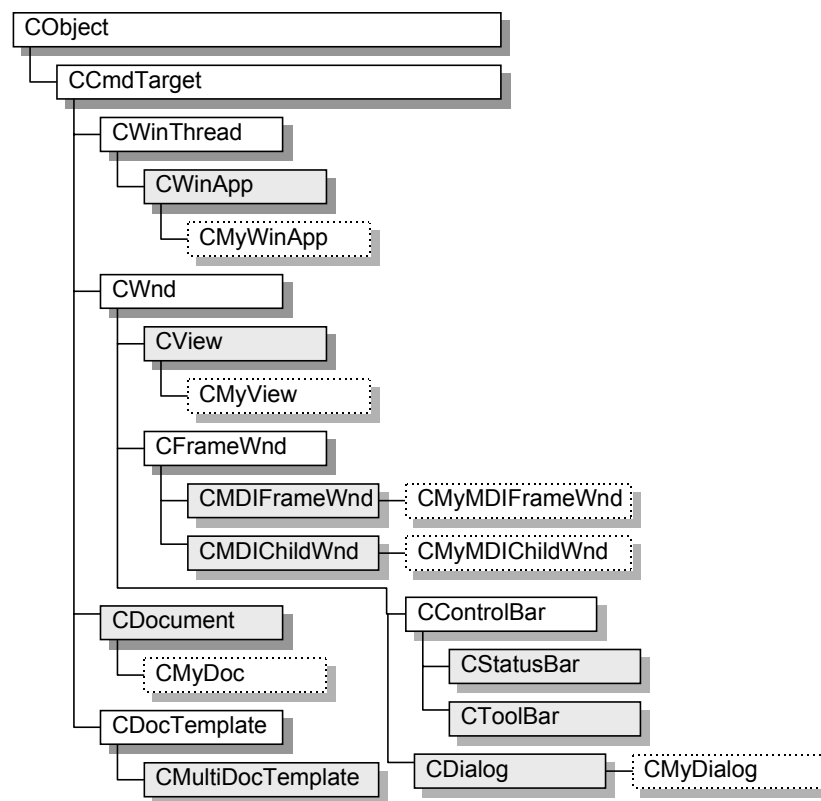 CObject
CCmdTarget
CWinThread
CWinApp
CMyWinApp
CWnd
CView
CMyView
CFrameWnd
CMDIFrameWnd CMyMDIFrameWnd
CMDIChildWnd CMyMDIChildWnd
CDocument CControlBar
CMyDoc CStatusBar
CDocTemplate CToolBar
CMultiDocTemplate CDialog CMyDialog